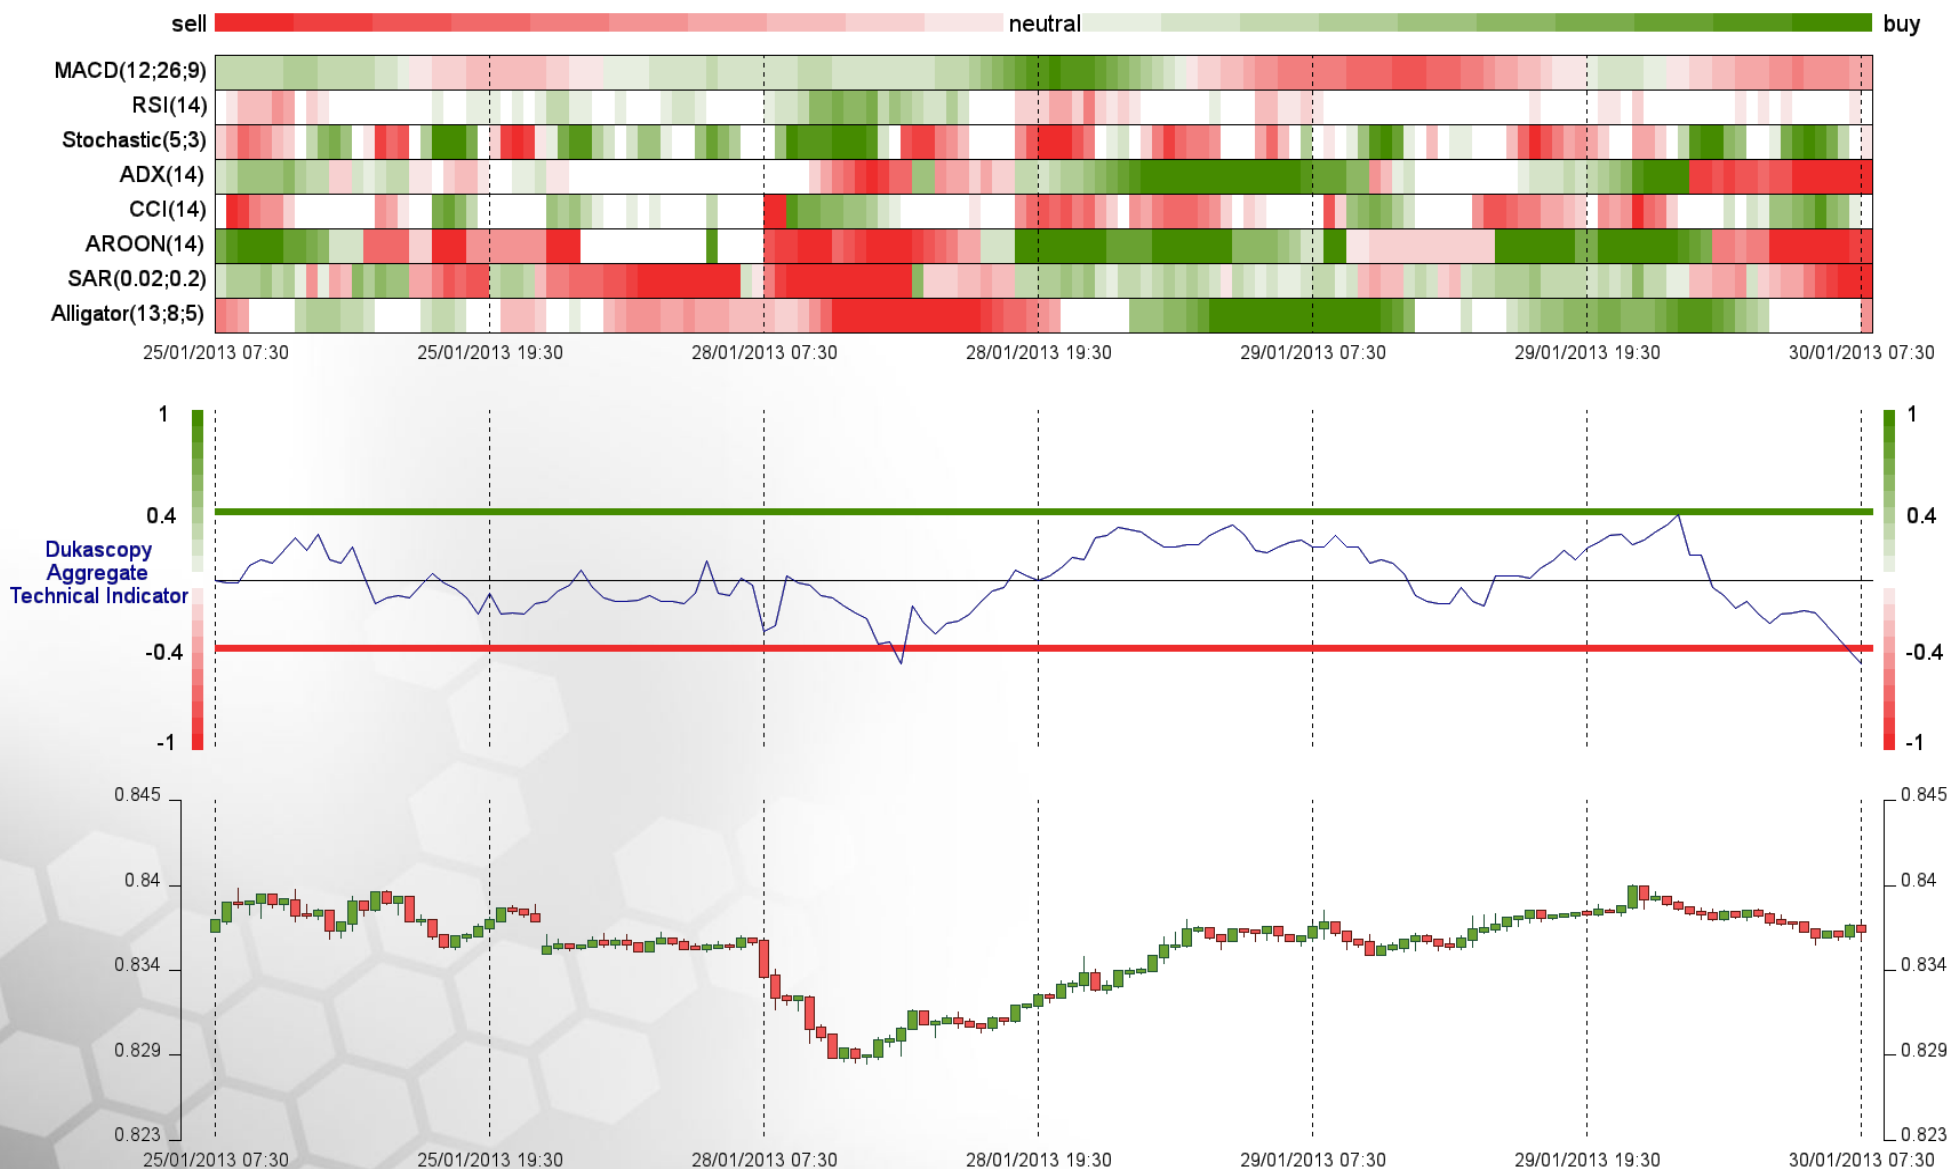 sell neutral buy
MACD(12;26;9)
RSI(14)
Stochastic(5;3)
ADX(14)
CCI(14)
AROON(14)
SAR(0.02;0.2)
Alligator(13;8;5)
25/01/2013 07:30 25/01/2013 19:30 28/01/2013 07:30 28/01/2013 19:30 29/01/2013 07:30 29/01/2013 19:30 30/01/2013 07:30
1 1
0.4 0.4
Dukascopy
Aggregate
Technical Indicator
-0.4 -0.4
-1 -1
0.845 0.845
0.84 0.84
0.834 0.834
0.829 0.829
0.823 0.823
25/01/2013 07:30 25/01/2013 19:30 28/01/2013 07:30 28/01/2013 19:30 29/01/2013 07:30 29/01/2013 19:30 30/01/2013 07:30